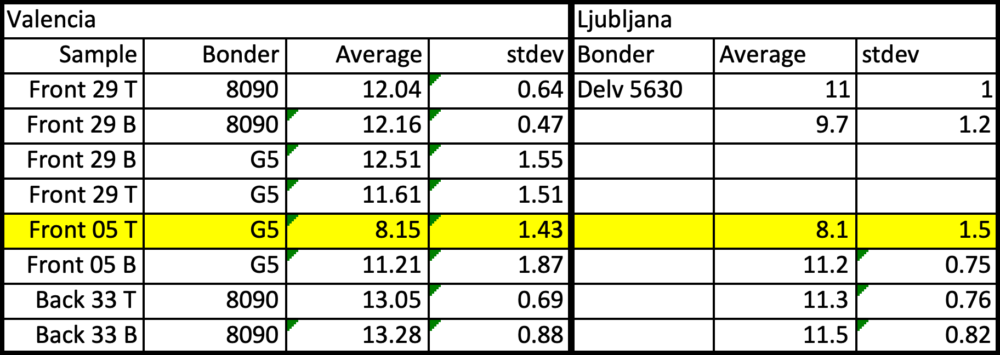 Valencia Ljubljana
Sample Bonder Average stdev Bonder Average stdev
Front 29 T 8090 12.04 0.64 Delv 5630 11 1
Front 29 B 8090 12.16 0.47 9.7 1.2
Front 29 B G5 12.51 1.55
Front 29 T G5 11.61 1.51
Front 05 T G5 8.15 1.43 8.1 1.5
Front 05 B G5 11.21 1.87 11.2 0.75
Back 33 T 8090 13.05 0.69 11.3 0.76
Back 33 B 8090 13.28 0.88 11.5 0.82